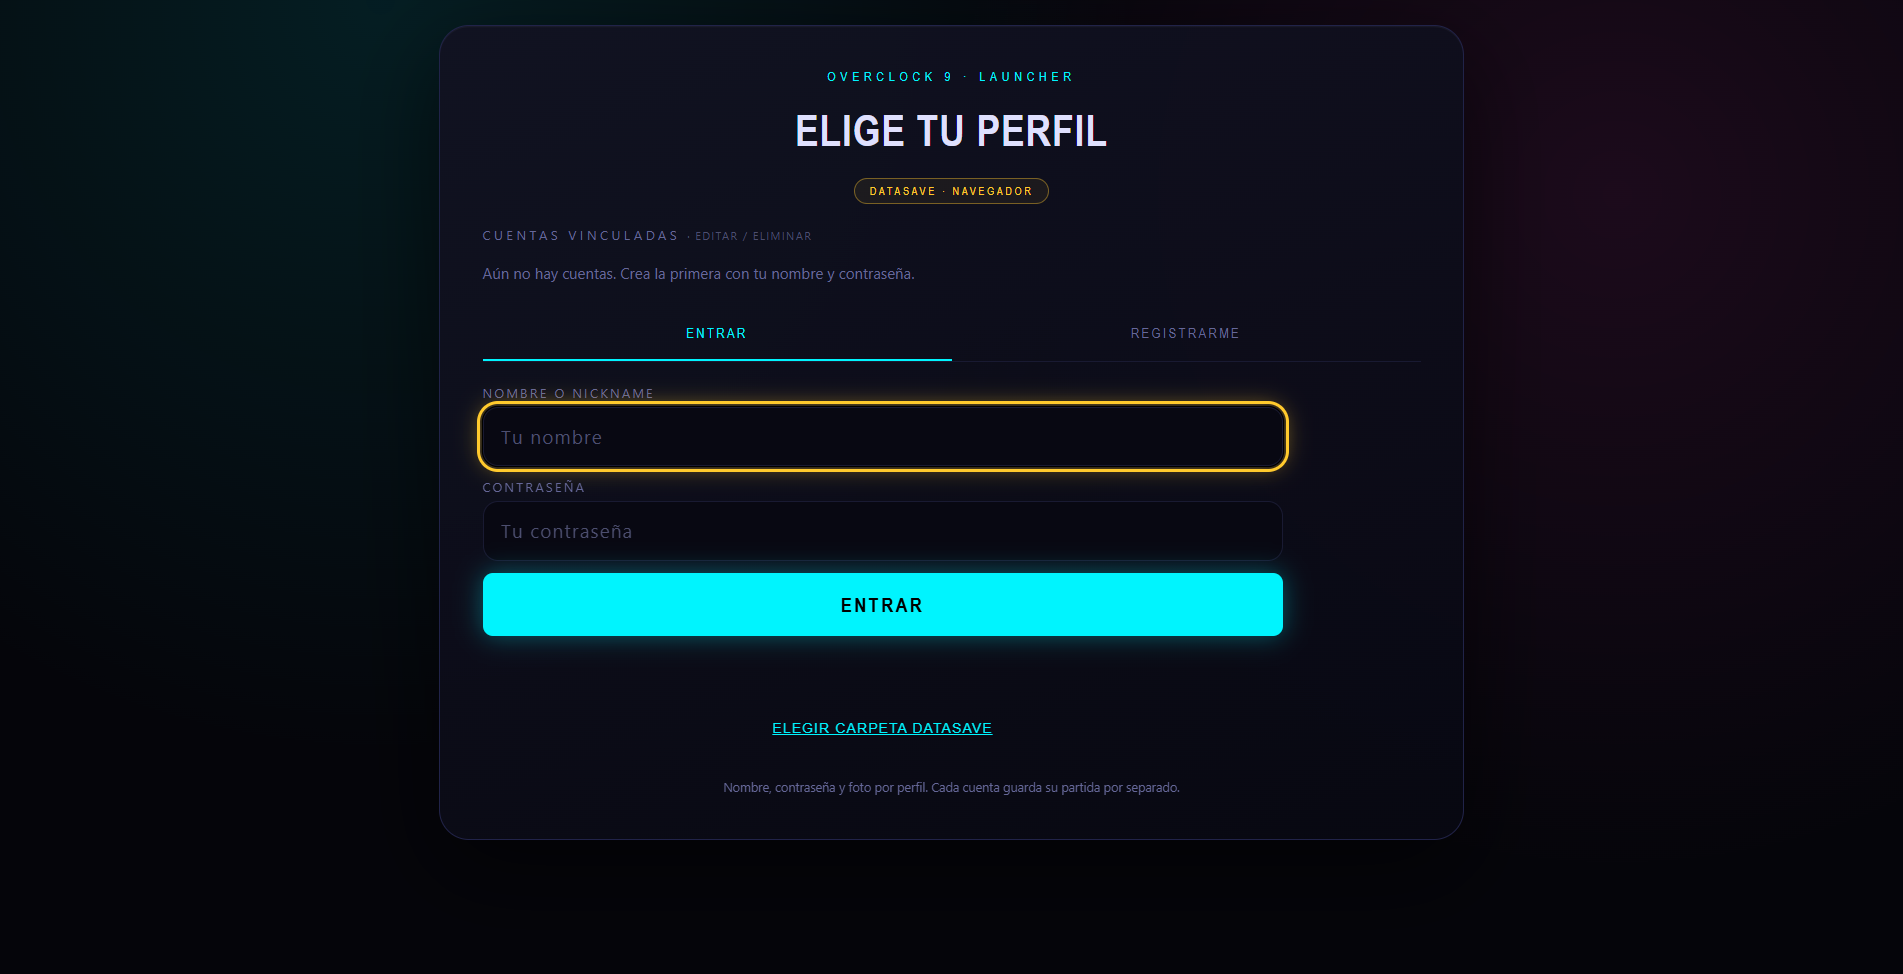 OVERCLOCK 9 · LAUNCHER
ELIGE TU PERFIL
DATASAVE · NAVEGADOR
CUENTAS VINCULADAS · EDITAR / ELIMINAR
Aún no hay cuentas. Crea la primera con tu nombre y contraseña.
ENTRAR REGISTRARME
NOMBRE O NICKNAME
Tu nombre
CONTRASEÑA
Tu contraseña
ENTRAR
ELEGIR CARPETA DATASAVE
Nombre, contraseña y foto por perfil. Cada cuenta guarda su partida por separado.